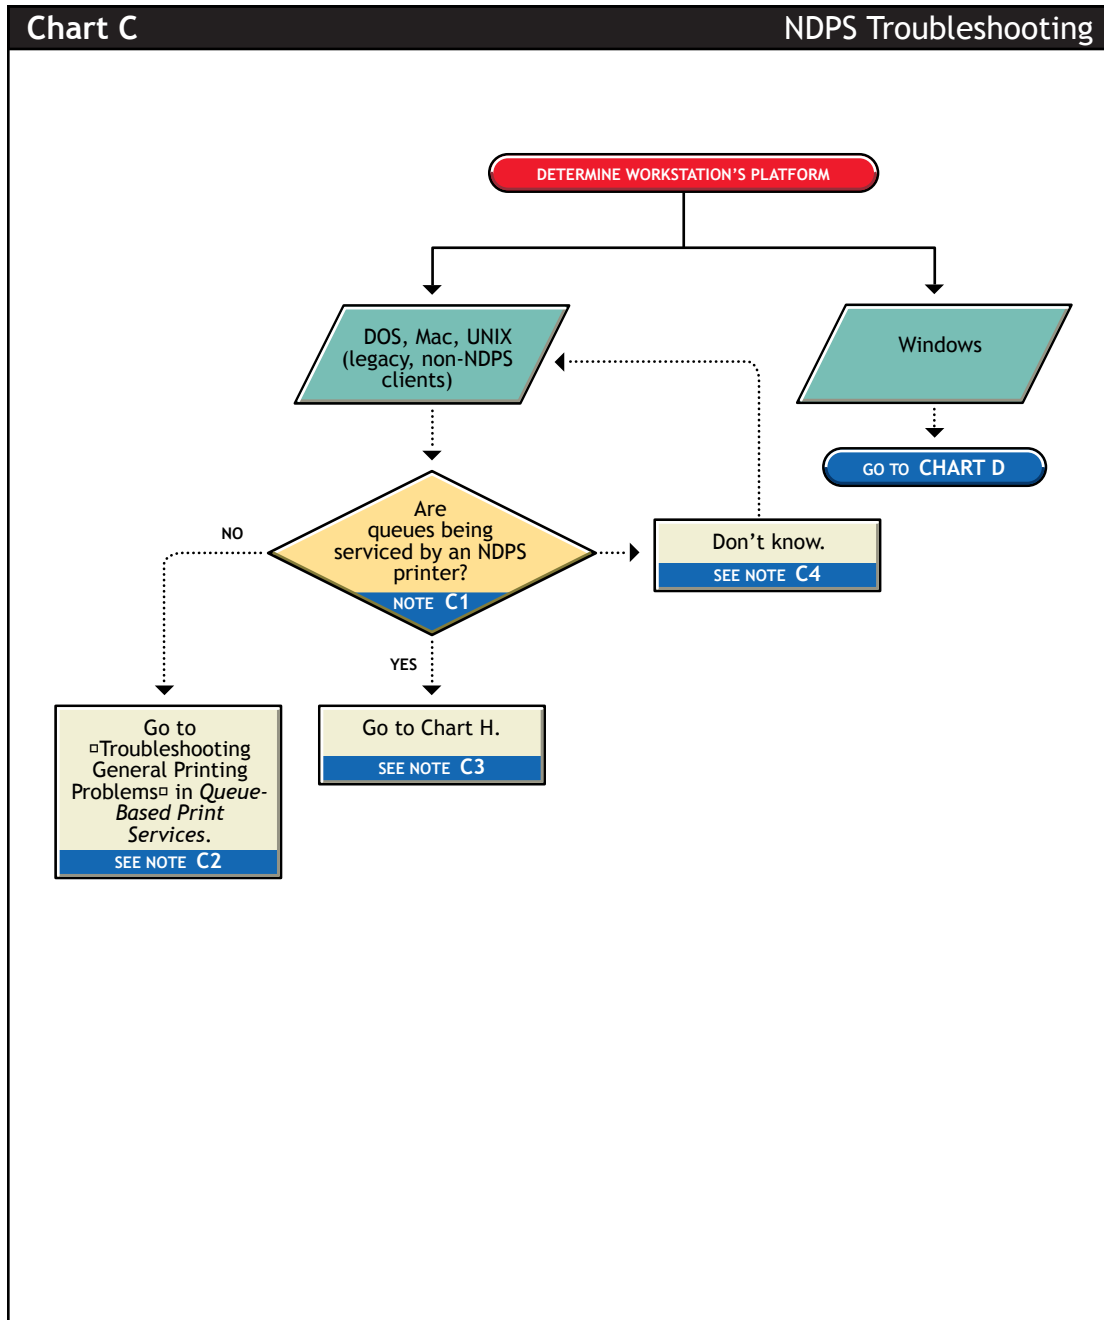 Chart C
NDPS Troubleshooting
DETERMINE WORKSTATION'S PLATFORM
DOS, Mac, UNIX
(legacy, non-NDPS
clients)
Windows
GO TO CHART D
Are
queues being
serviced by an NDPS
printer?
NOTE C1
NO
Don't know.
SEE NOTE C4
YES
Go to
▫Troubleshooting
General Printing
Problems▫ in Queue-
Based Print
Services.
SEE NOTE C2
Go to Chart H.
SEE NOTE C3